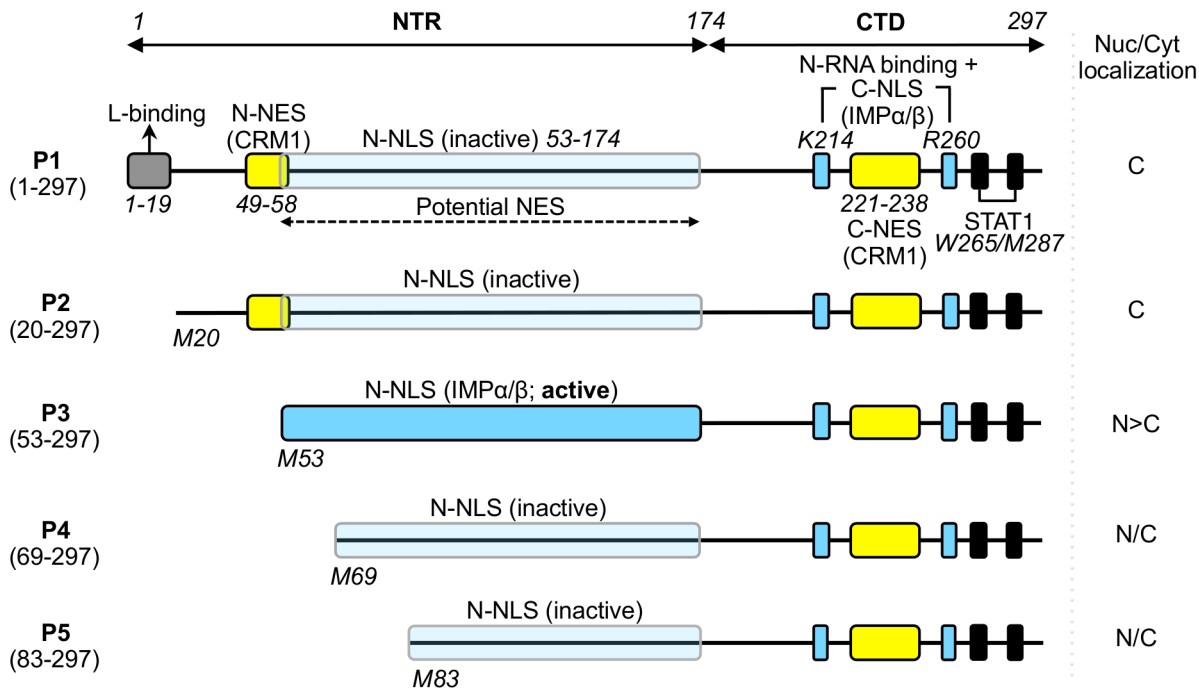 1 NTR 174 CTD 297
Nuc/Cyt
localization
N-RNA binding +
C-NLS
(IMPα/β)
L-binding
N-NES
(CRM1)
N-NLS (inactive) 53-174
K214
R260
P1
(1-297)
C
1-19
49-58
Potential NES
221-238
C-NES
(CRM1)
STAT1
W265/M287
N-NLS (inactive)
P2
(20-297)
C
M20
N-NLS (IMPα/β; active)
P3
(53-297)
N>C
M53
N-NLS (inactive)
P4
(69-297)
N/C
M69
N-NLS (inactive)
P5
(83-297)
N/C
M83